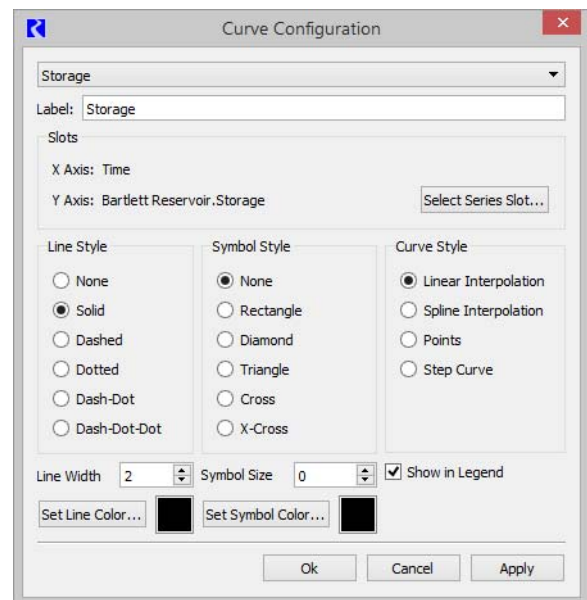 Curve Configuration
Storage
Label: Storage
Slots
X Axis: Time
Y Axis: Bartlett Reservoir.Storage
Select Series Slot...
Line Style
None
Solid
Dashed
Dotted
Dash-Dot
Dash-Dot-Dot
Symbol Style
None
Rectangle
Diamond
Triangle
Cross
X-Cross
Curve Style
Linear Interpolation
Spline Interpolation
Points
Step Curve
Line Width 2 Symbol Size 0 Show in Legend
Set Line Color... Set Symbol Color...
Ok Cancel Apply